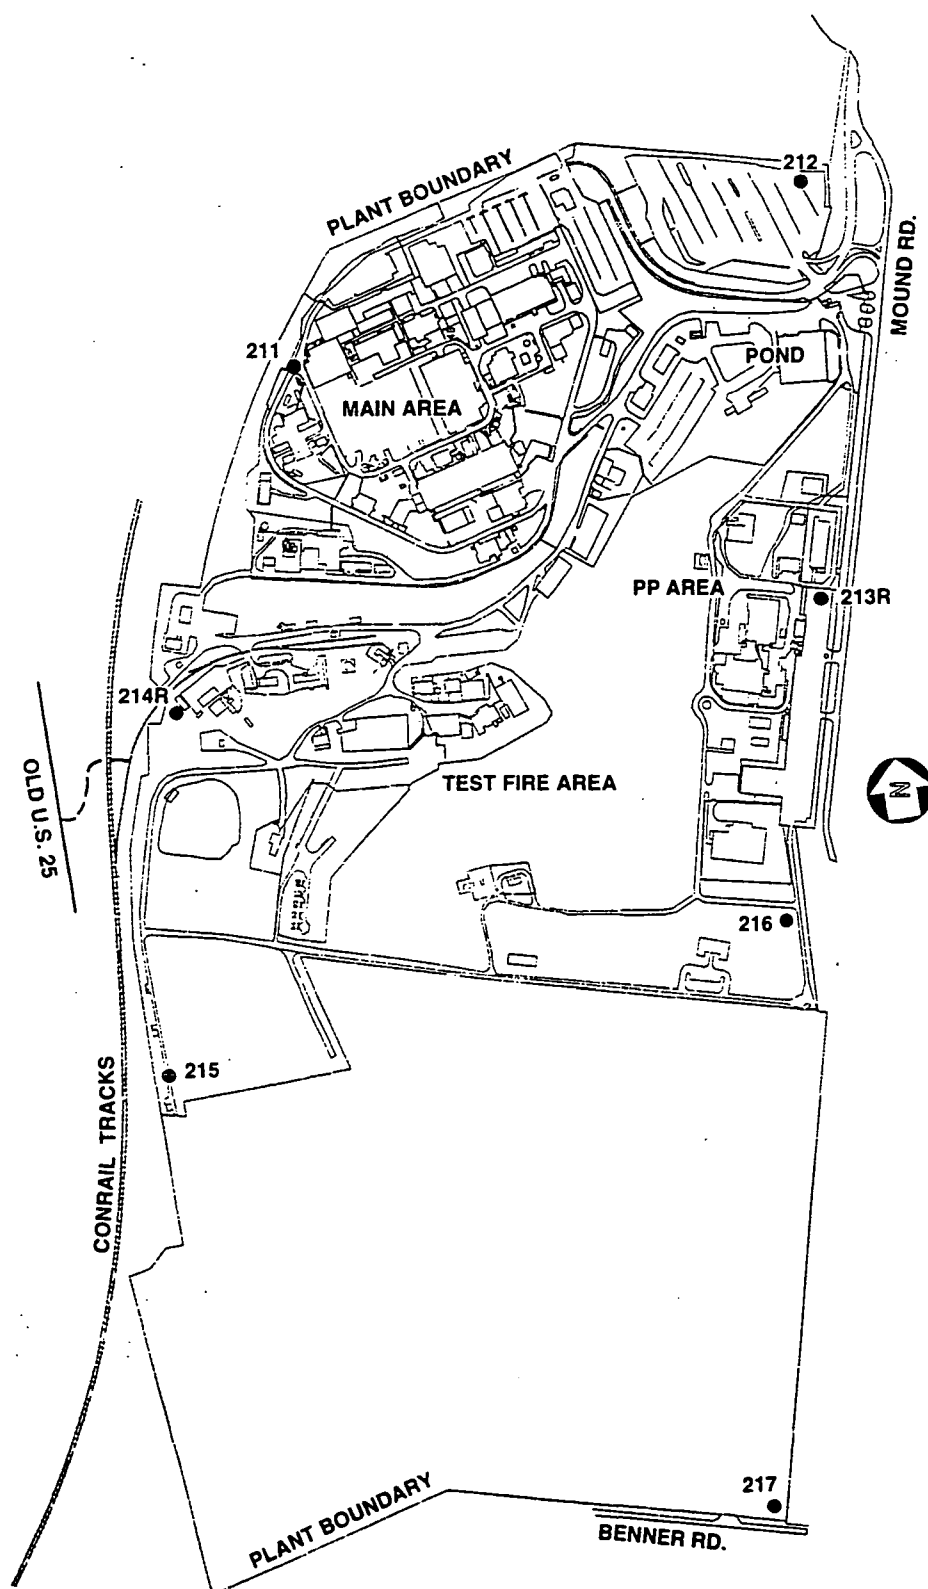 212
PLANT BOUNDARY
MOUND RD.
211
POND
MAIN AREA
PP AREA
213R
214R
OLD U.S. 25
TEST FIRE AREA
N
216
215
CONRAIL TRACKS
217
PLANT BOUNDARY
BENNER RD.